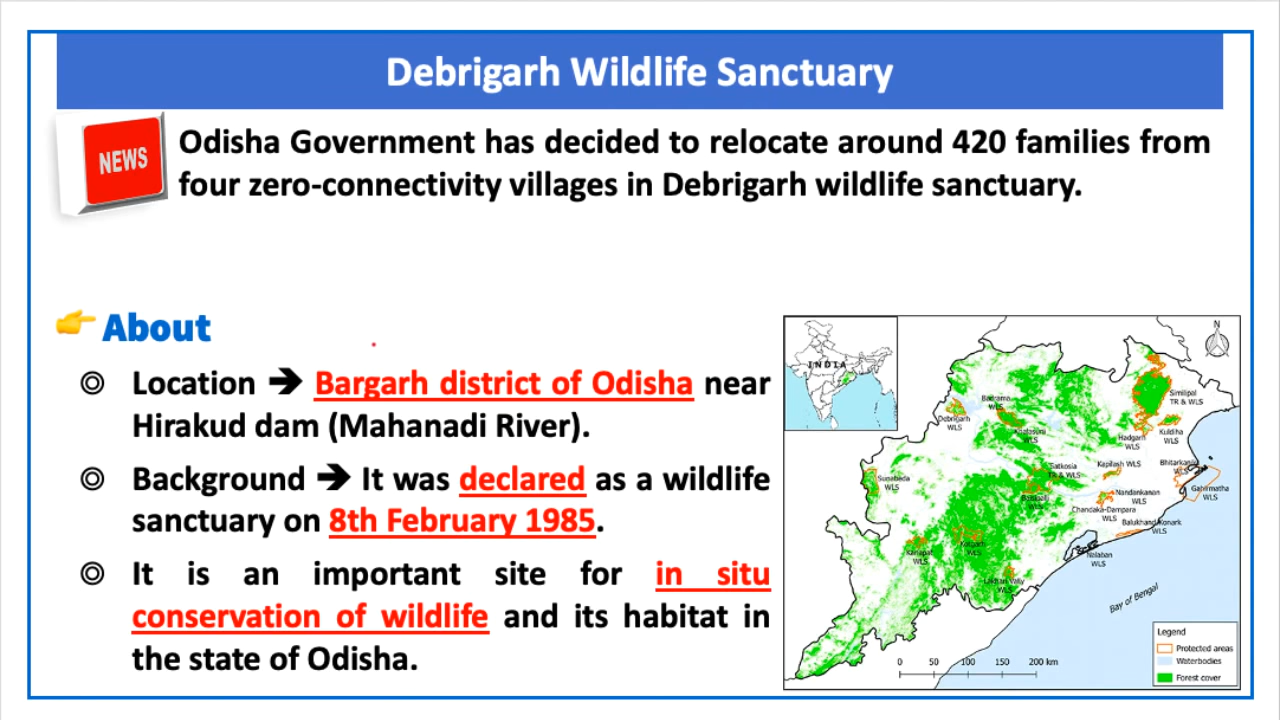 Debrigarh Wildlife Sanctuary
NEWS
Odisha Government has decided to relocate around 420 families from
four zero-connectivity villages in Debrigarh wildlife sanctuary.
About
Location ➔ Bargarh district of Odisha near
Hirakud dam (Mahanadi River).
Background ➔ It was declared as a wildlife
sanctuary on 8th February 1985.
It is an important site for in situ
conservation of wildlife and its habitat in
the state of Odisha.
N
INDIA
Similipal
TR & WLS
Badrama
WLS
Debrigarh
WLS
WLS
Hadgarh
WLS
Kuldiha
WLS
Satkosia
TR & WLS
Kapilash WLS
Bhitarkanika
WLS
Sunabeda
WLS
Gahirmatha
WLS
Nandankanan
WLS
Baisipalli
WLS
Chandaka-Dampara
WLS
Balukhand Konark
WLS
Karlapat
WLS
Kotgarh
WLS
Nalaban
WLS
Lakhari Valley
WLS
Bay of Bengal
Legend
Protected areas
Waterbodies
Forest cover
0 50 100 150 200 km